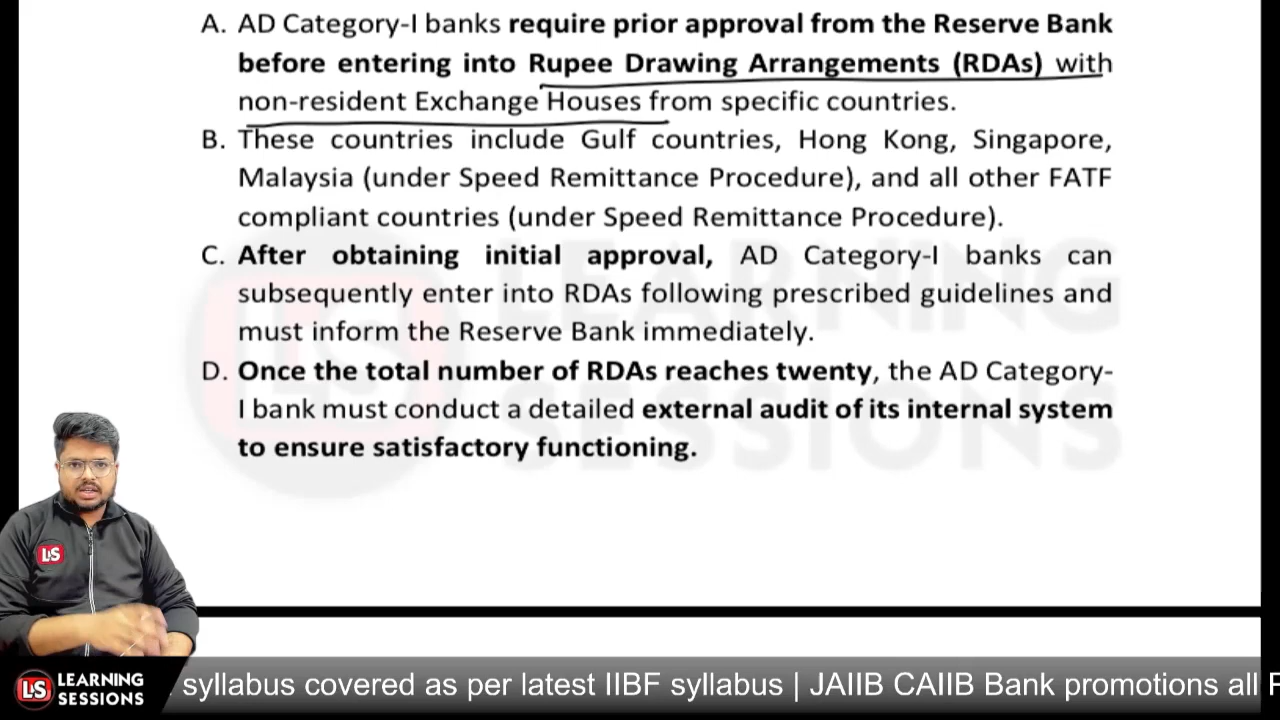 A. AD Category-I banks require prior approval from the Reserve Bank
before entering into Rupee Drawing Arrangements (RDAs) with
non-resident Exchange Houses from specific countries.
B. These countries include Gulf countries, Hong Kong, Singapore,
Malaysia (under Speed Remittance Procedure), and all other FATF
compliant countries (under Speed Remittance Procedure).
C. After obtaining initial approval, AD Category-I banks can
subsequently enter into RDAs following prescribed guidelines and
must inform the Reserve Bank immediately.
D. Once the total number of RDAs reaches twenty, the AD Category-
I bank must conduct a detailed external audit of its internal system
to ensure satisfactory functioning.
LS LEARNING
SESSIONS
LS
LS LEARNING
SESSIONS
syllabus covered as per latest IIBF syllabus | JAIIB CAIIB Bank promotions all